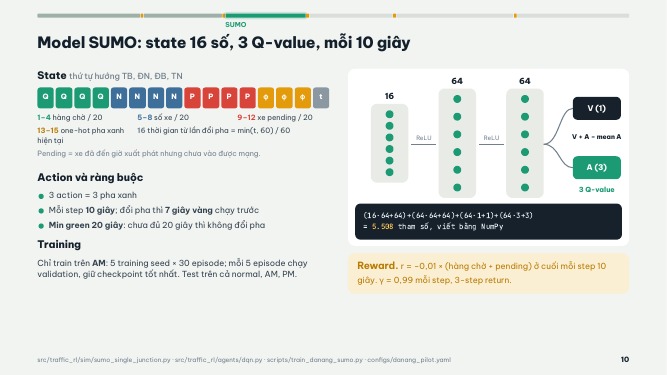 SUMO
Model SUMO: state 16 số, 3 Q-value, mỗi 10 giây
State thứ tự hướng TB, ĐN, ĐB, TN
Q Q Q Q N N N N P P P P φ φ φ t
1–4 hàng chờ / 20
5–8 số xe / 20
9–12 xe pending / 20
13–15 one-hot pha xanh hiện tại
16 thời gian từ lần đổi pha = min(t, 60) / 60
Pending = xe đã đến giờ xuất phát nhưng chưa vào được mạng.
Action và ràng buộc
3 action = 3 pha xanh
Mỗi step 10 giây; đổi pha thì 7 giây vàng chạy trước
Min green 20 giây: chưa đủ 20 giây thì không đổi pha
Training
Chỉ train trên AM: 5 training seed × 30 episode; mỗi 5 episode chạy
validation, giữ checkpoint tốt nhất. Test trên cả normal, AM, PM.
16
64
64
ReLU
ReLU
V (1)
V + A − mean A
A (3)
3 Q-value
(16·64+64)+(64·64+64)+(64·1+1)+(64·3+3)
= 5.508 tham số, viết bằng NumPy
Reward. r = −0,01 × (hàng chờ + pending) ở cuối mỗi step 10
giây. γ = 0,99 mỗi step, 3-step return.
src/traffic_rl/sim/sumo_single_junction.py · src/traffic_rl/agents/dqn.py · scripts/train_danang_sumo.py · configs/danang_pilot.yaml
10